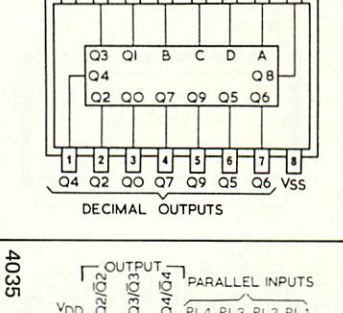 Q3 Q1 B C D A
Q4 Q8
Q2 Q0 Q7 Q9 Q5 Q6
1 2 3 4 5 6 7 8
Q4 Q2 Q0 Q7 Q9 Q5 Q6 VSS
DECIMAL OUTPUTS
4035
OUTPUT
PARALLEL INPUTS
VDD Q2/Q̅2 Q3/Q̅3 Q4/Q̅4 PI 4 PI 3 PI 2 PI 1